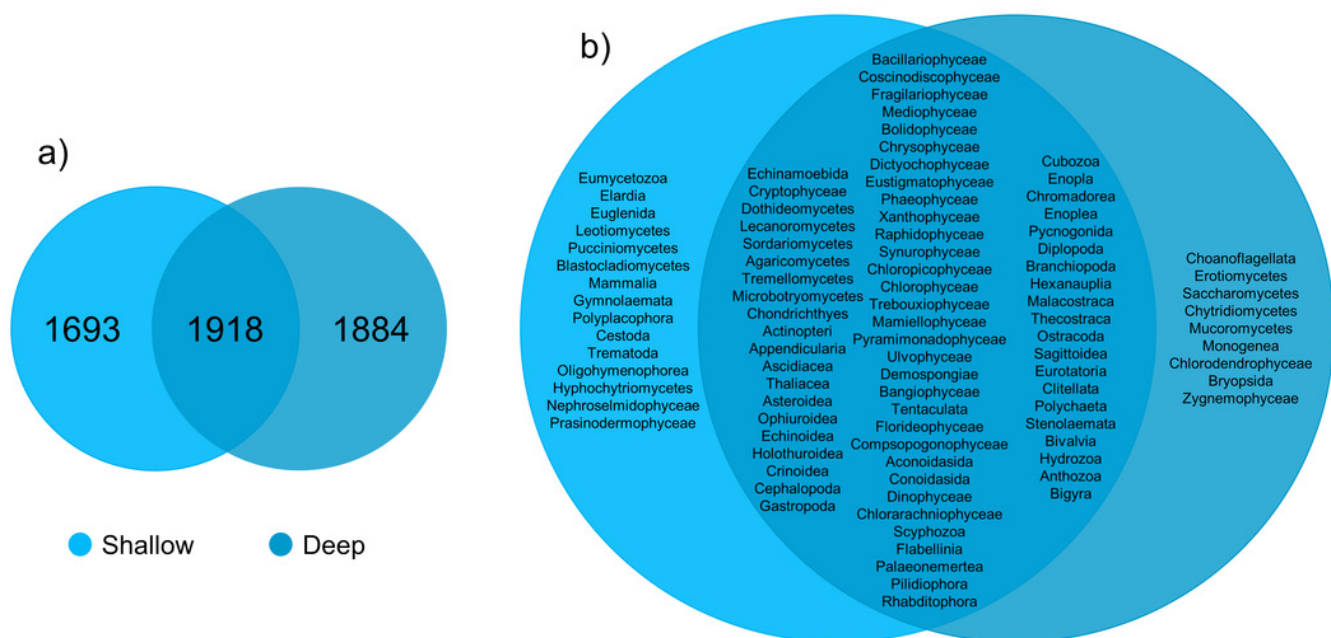 a)
1693
1918
1884
Shallow
Deep
b)
Eumycetozoa
Elardia
Euglenida
Leotiomycetes
Pucciniomycetes
Blastocladiomycetes
Mammalia
Gymnolaemata
Polyplacophora
Cestoda
Trematoda
Oligohymenophorea
Hyphochytriomycetes
Nephroselmidophyceae
Prasinodermophyceae
Echinamoebida
Cryptophyceae
Dothideomycetes
Lecanoromycetes
Sordariomycetes
Agaricomycetes
Tremellomycetes
Microbotryomycetes
Chondrichthyes
Actinopteri
Appendicularia
Ascidiacea
Thaliacea
Asteroidea
Ophiuroidea
Echinoidea
Holothuroidea
Crinoidea
Cephalopoda
Gastropoda
Bacillariophyceae
Coscinodiscophyceae
Fragilariophyceae
Mediophyceae
Bolidophyceae
Chrysophyceae
Dictyochophyceae
Eustigmatophyceae
Phaeophyceae
Xanthophyceae
Raphidophyceae
Synurophyceae
Chloropicophyceae
Chlorophyceae
Trebouxiophyceae
Mamiellophyceae
Pyramimonadophyceae
Ulvophyceae
Demospongiae
Bangiophyceae
Tentaculata
Florideophyceae
Compsopogonophyceae
Aconoidasida
Conoidasida
Dinophyceae
Chlorarachniophyceae
Scyphozoa
Flabellinia
Palaeonemertea
Pilidiophora
Rhabditophora
Cubozoa
Enopla
Chromadorea
Enoplea
Pycnogonida
Diplopoda
Branchiopoda
Hexanauplia
Malacostraca
Thecostraca
Ostracoda
Sagittoidea
Eurotatoria
Clitellata
Polychaeta
Stenolaemata
Bivalvia
Hydrozoa
Anthozoa
Bigyra
Choanoflagellata
Erotiomycetes
Saccharomycetes
Chytridiomycetes
Mucoromycetes
Monogenea
Chlorodendrophyceae
Bryopsida
Zygnemophyceae